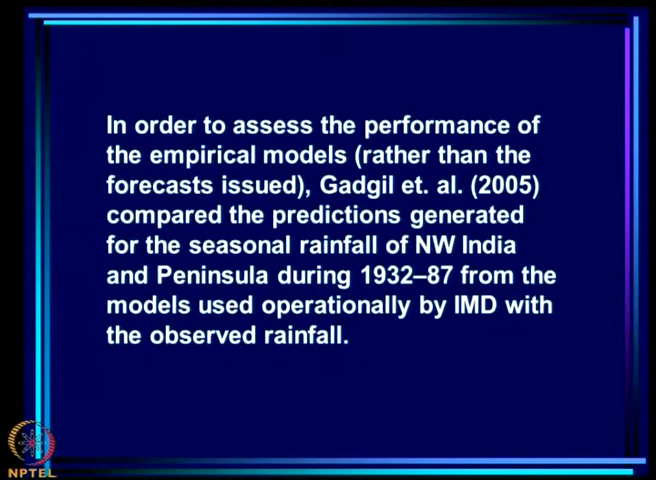 In order to assess the performance of
the empirical models (rather than the
forecasts issued), Gadgil et. al. (2005)
compared the predictions generated
for the seasonal rainfall of NW India
and Peninsula during 1932–87 from the
models used operationally by IMD with
the observed rainfall.
NPTEL